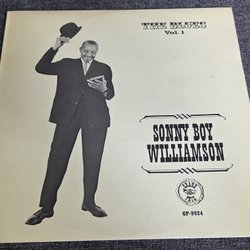 THE BLUES
Vol. 1
SONNY BOY
WILLIAMSON
GP-9924